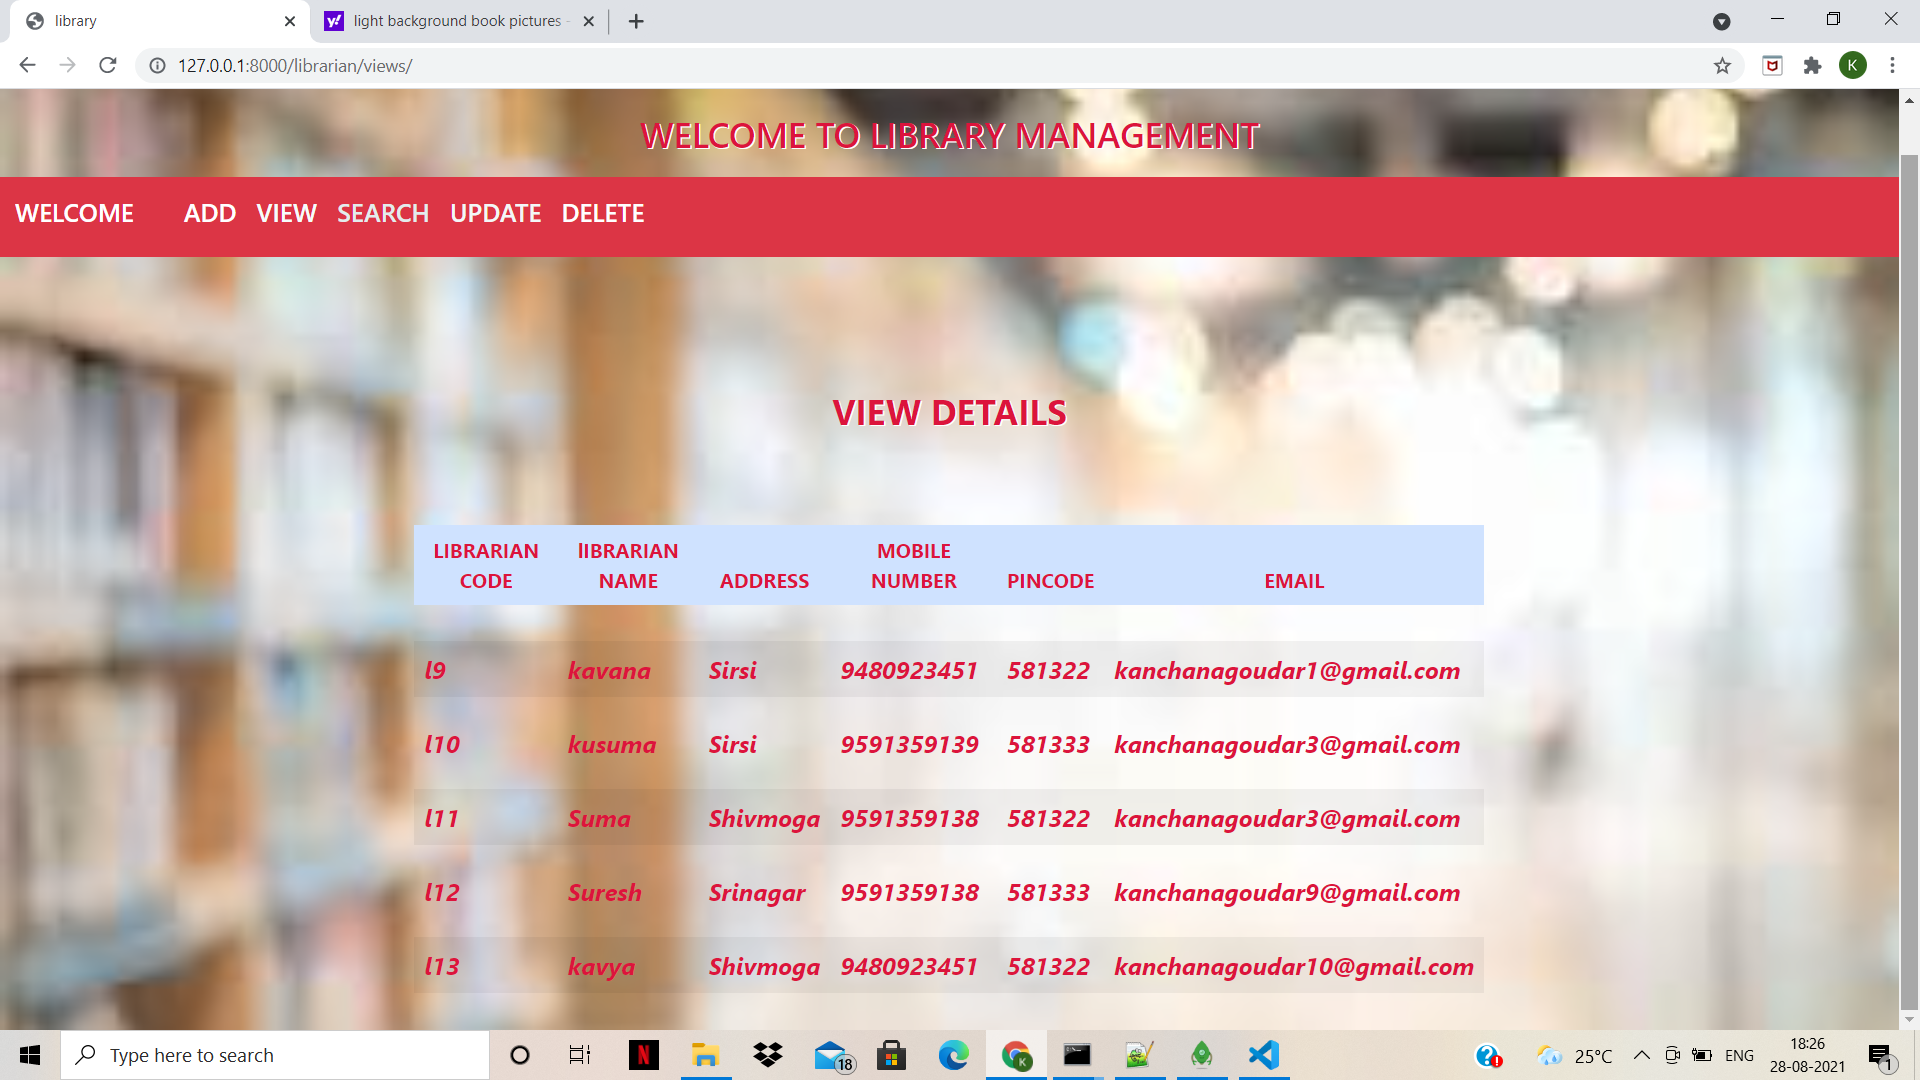 library
light background book pictures -
127.0.0.1:8000/librarian/views/
K
WELCOME TO LIBRARY MANAGEMENT
WELCOME ADD VIEW SEARCH UPDATE DELETE
VIEW DETAILS
LIBRARIAN CODE lIBRARIAN NAME ADDRESS MOBILE NUMBER PINCODE EMAIL
l9 kavana Sirsi 9480923451 581322 kanchanagoudar1@gmail.com
l10 kusuma Sirsi 9591359139 581333 kanchanagoudar3@gmail.com
l11 Suma Shivmoga 9591359138 581322 kanchanagoudar3@gmail.com
l12 Suresh Srinagar 9591359138 581333 kanchanagoudar9@gmail.com
l13 kavya Shivmoga 9480923451 581322 kanchanagoudar10@gmail.com
Type here to search
18
25°C ENG
18:26
28-08-2021
1